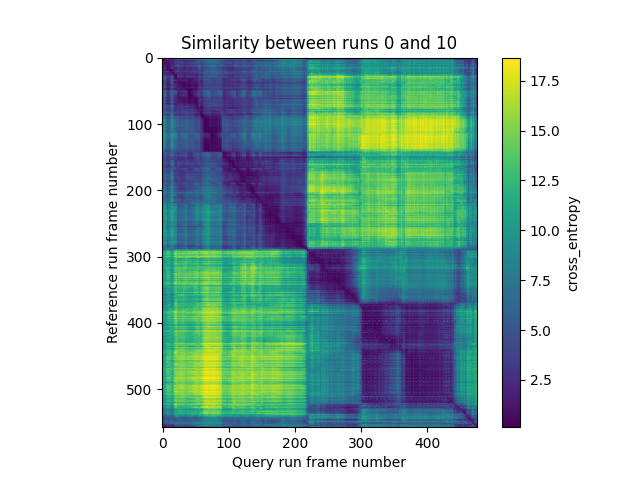 Similarity between runs 0 and 10
0
100
200
300
400
500
Reference run frame number
0 100 200 300 400
Query run frame number
17.5
15.0
12.5
10.0
7.5
5.0
2.5
cross_entropy